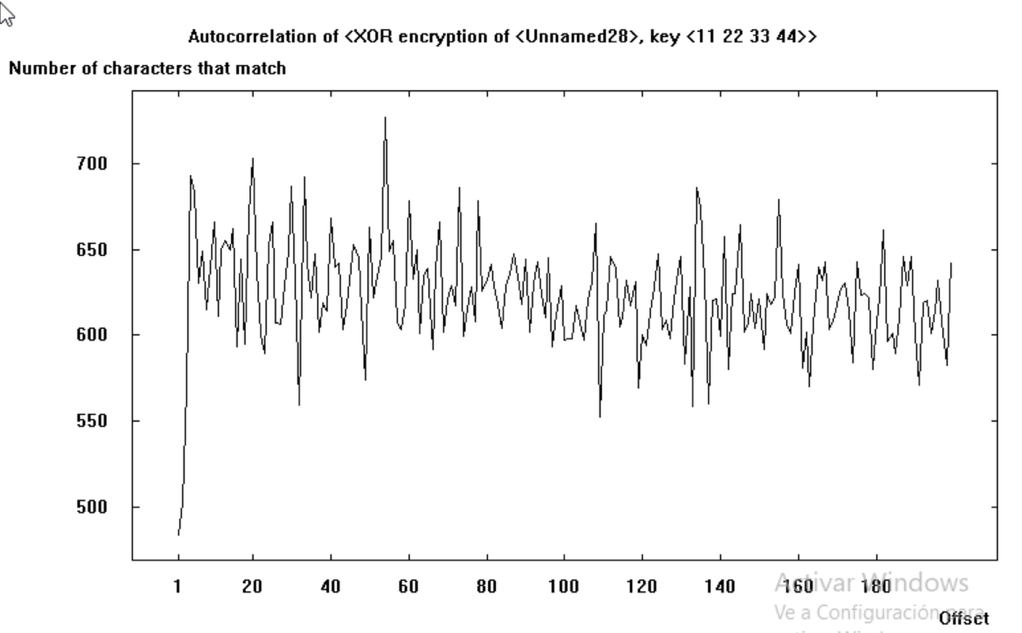 Autocorrelation of <XOR encryption of <Unnamed28>, key <11 22 33 44>>
Number of characters that match
700
650
600
550
500
1 20 40 60 80 100 120 140 160 180
Activar Windows
Ve a Configuración para
Offset